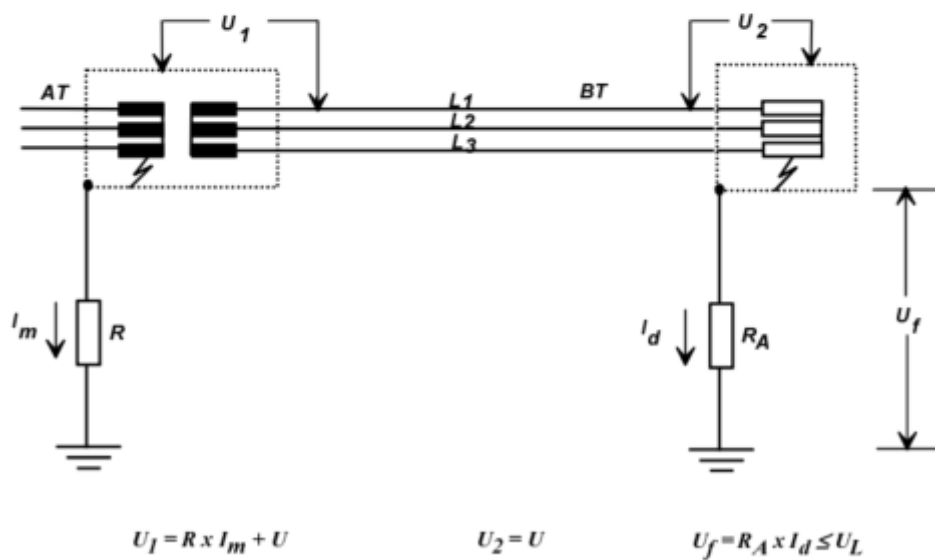 U1 U2
AT L1 BT
L2
L3
Im R Id RA Uf
U1 = R x Im + U U2 = U Uf = RA x Id ≤ UL